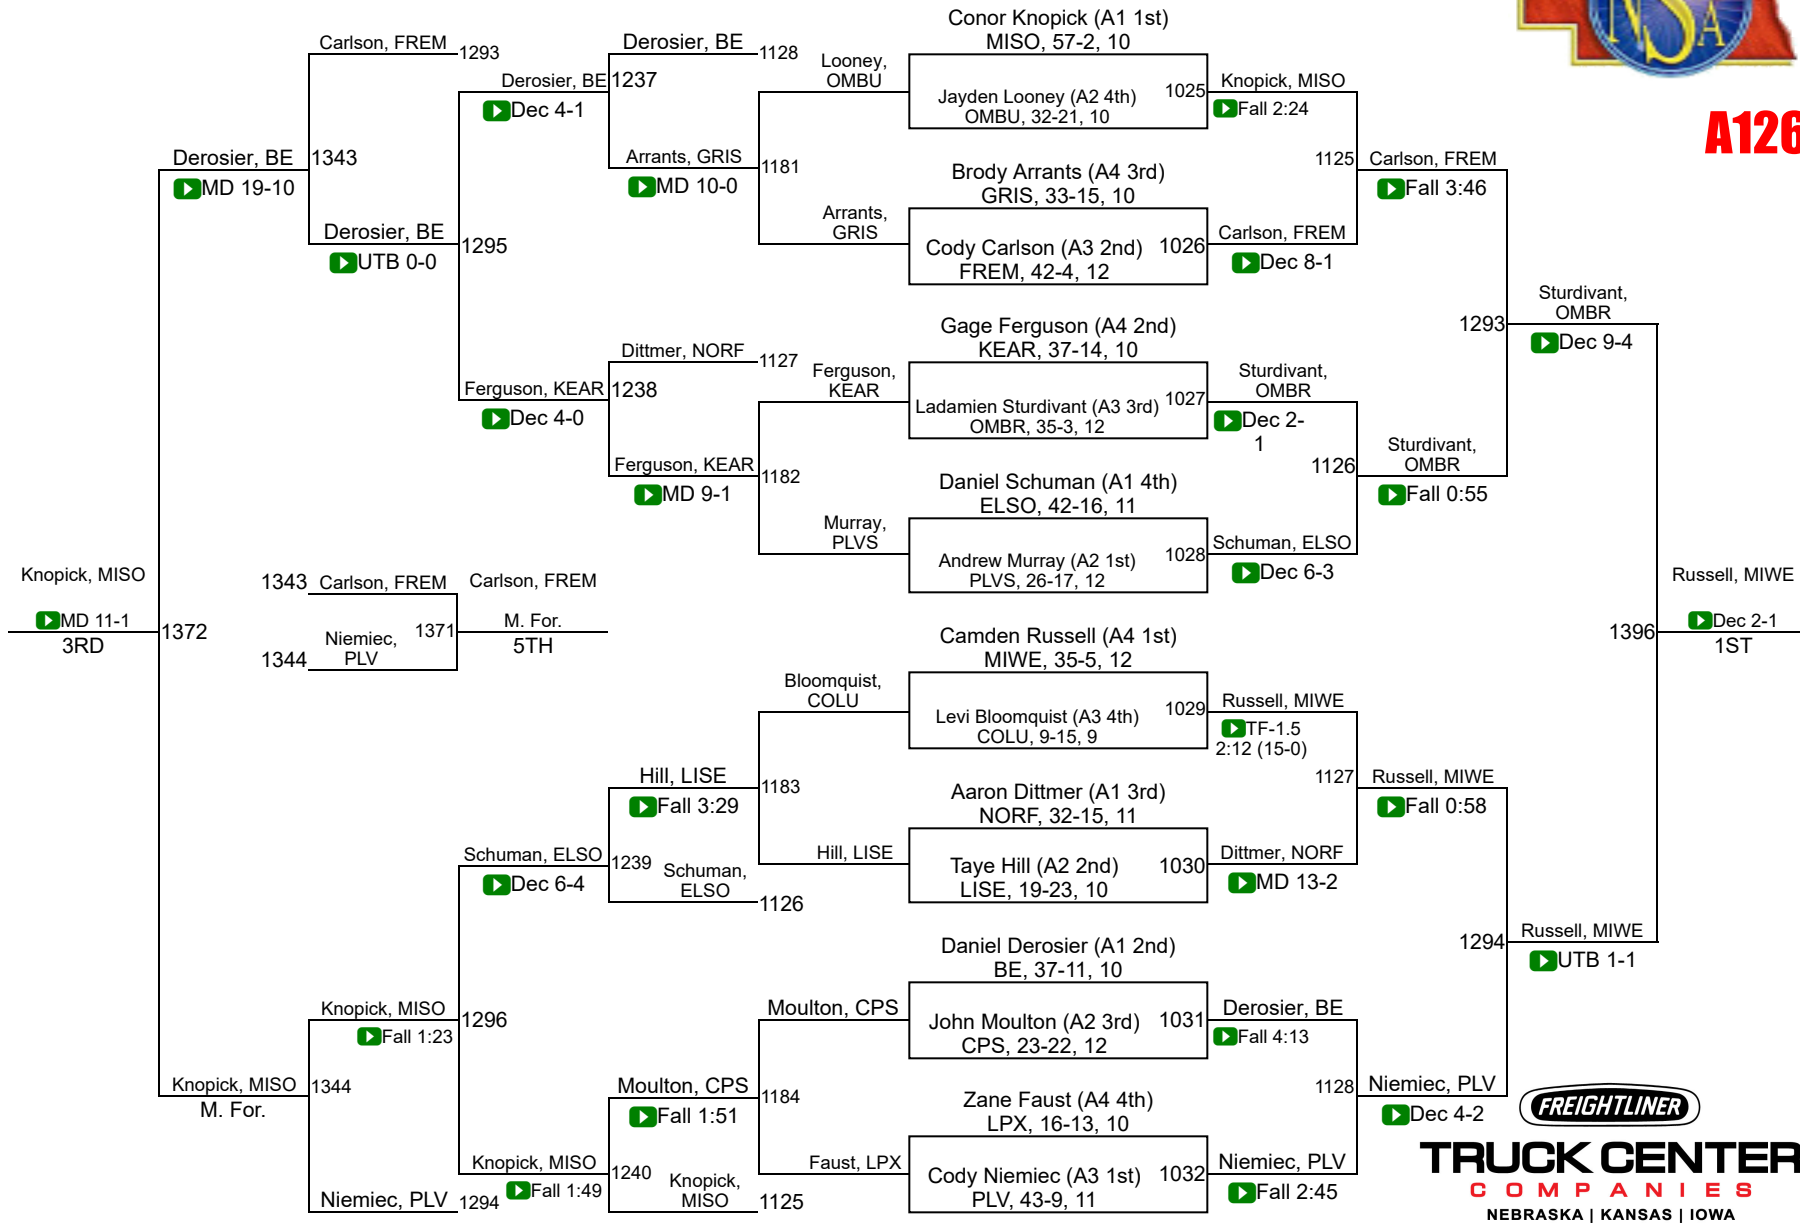 Conor Knopick (A1 1st)
MISO, 57-2, 10
Jayden Looney (A2 4th)
OMBU, 32-21, 10
1025
Brody Arrants (A4 3rd)
GRIS, 33-15, 10
Cody Carlson (A3 2nd)
FREM, 42-4, 12
1026
Gage Ferguson (A4 2nd)
KEAR, 37-14, 10
Ladamien Sturdivant (A3 3rd)
OMBR, 35-3, 12
1027
Daniel Schuman (A1 4th)
ELSO, 42-16, 11
Andrew Murray (A2 1st)
PLVS, 26-17, 12
1028
Camden Russell (A4 1st)
MIWE, 35-5, 12
Levi Bloomquist (A3 4th)
COLU, 9-15, 9
1029
Aaron Dittmer (A1 3rd)
NORF, 32-15, 11
Taye Hill (A2 2nd)
LISE, 19-23, 10
1030
Daniel Derosier (A1 2nd)
BE, 37-11, 10
John Moulton (A2 3rd)
CPS, 23-22, 12
1031
Zane Faust (A4 4th)
LPX, 16-13, 10
Cody Niemiec (A3 1st)
PLV, 43-9, 11
1032
Knopick, MISO
Fall 2:24
Carlson, FREM
Dec 8-1
Sturdivant,
OMBR
Dec 2-
1
Schuman, ELSO
Dec 6-3
Russell, MIWE
TF-1.5
2:12 (15-0)
Dittmer, NORF
MD 13-2
Derosier, BE
Fall 4:13
Niemiec, PLV
Fall 2:45
1125
Carlson, FREM
Fall 3:46
1126
Sturdivant,
OMBR
Fall 0:55
1127
Russell, MIWE
Fall 0:58
1128
Niemiec, PLV
Dec 4-2
1293
Sturdivant,
OMBR
Dec 9-4
1294
Russell, MIWE
UTB 1-1
1396
Russell, MIWE
Dec 2-1
1ST
Looney,
OMBU
Arrants,
GRIS
1181
Ferguson,
KEAR
Murray,
PLVS
1182
Bloomquist,
COLU
Hill, LISE
1183
Moulton, CPS
Faust, LPX
1184
Derosier, BE
1128
Arrants, GRIS
MD 10-0
1237
Dittmer, NORF
1127
Ferguson, KEAR
MD 9-1
1238
Hill, LISE
Fall 3:29
Schuman,
ELSO
1126
1239
Moulton, CPS
Fall 1:51
Knopick,
MISO
1125
1240
Derosier, BE
Dec 4-1
Ferguson, KEAR
Dec 4-0
1295
Schuman, ELSO
Dec 6-4
Knopick, MISO
Fall 1:49
1296
Carlson, FREM
1293
Derosier, BE
UTB 0-0
1343
Knopick, MISO
Fall 1:23
Niemiec, PLV
1294
1344
Derosier, BE
MD 19-10
Knopick, MISO
M. For.
1372
Knopick, MISO
MD 11-1
3RD
1343
Carlson, FREM
1344
Niemiec,
PLV
1371
Carlson, FREM
M. For.
5TH
NSA
A126
FREIGHTLINER
TRUCK CENTER
COMPANIES
NEBRASKA | KANSAS | IOWA